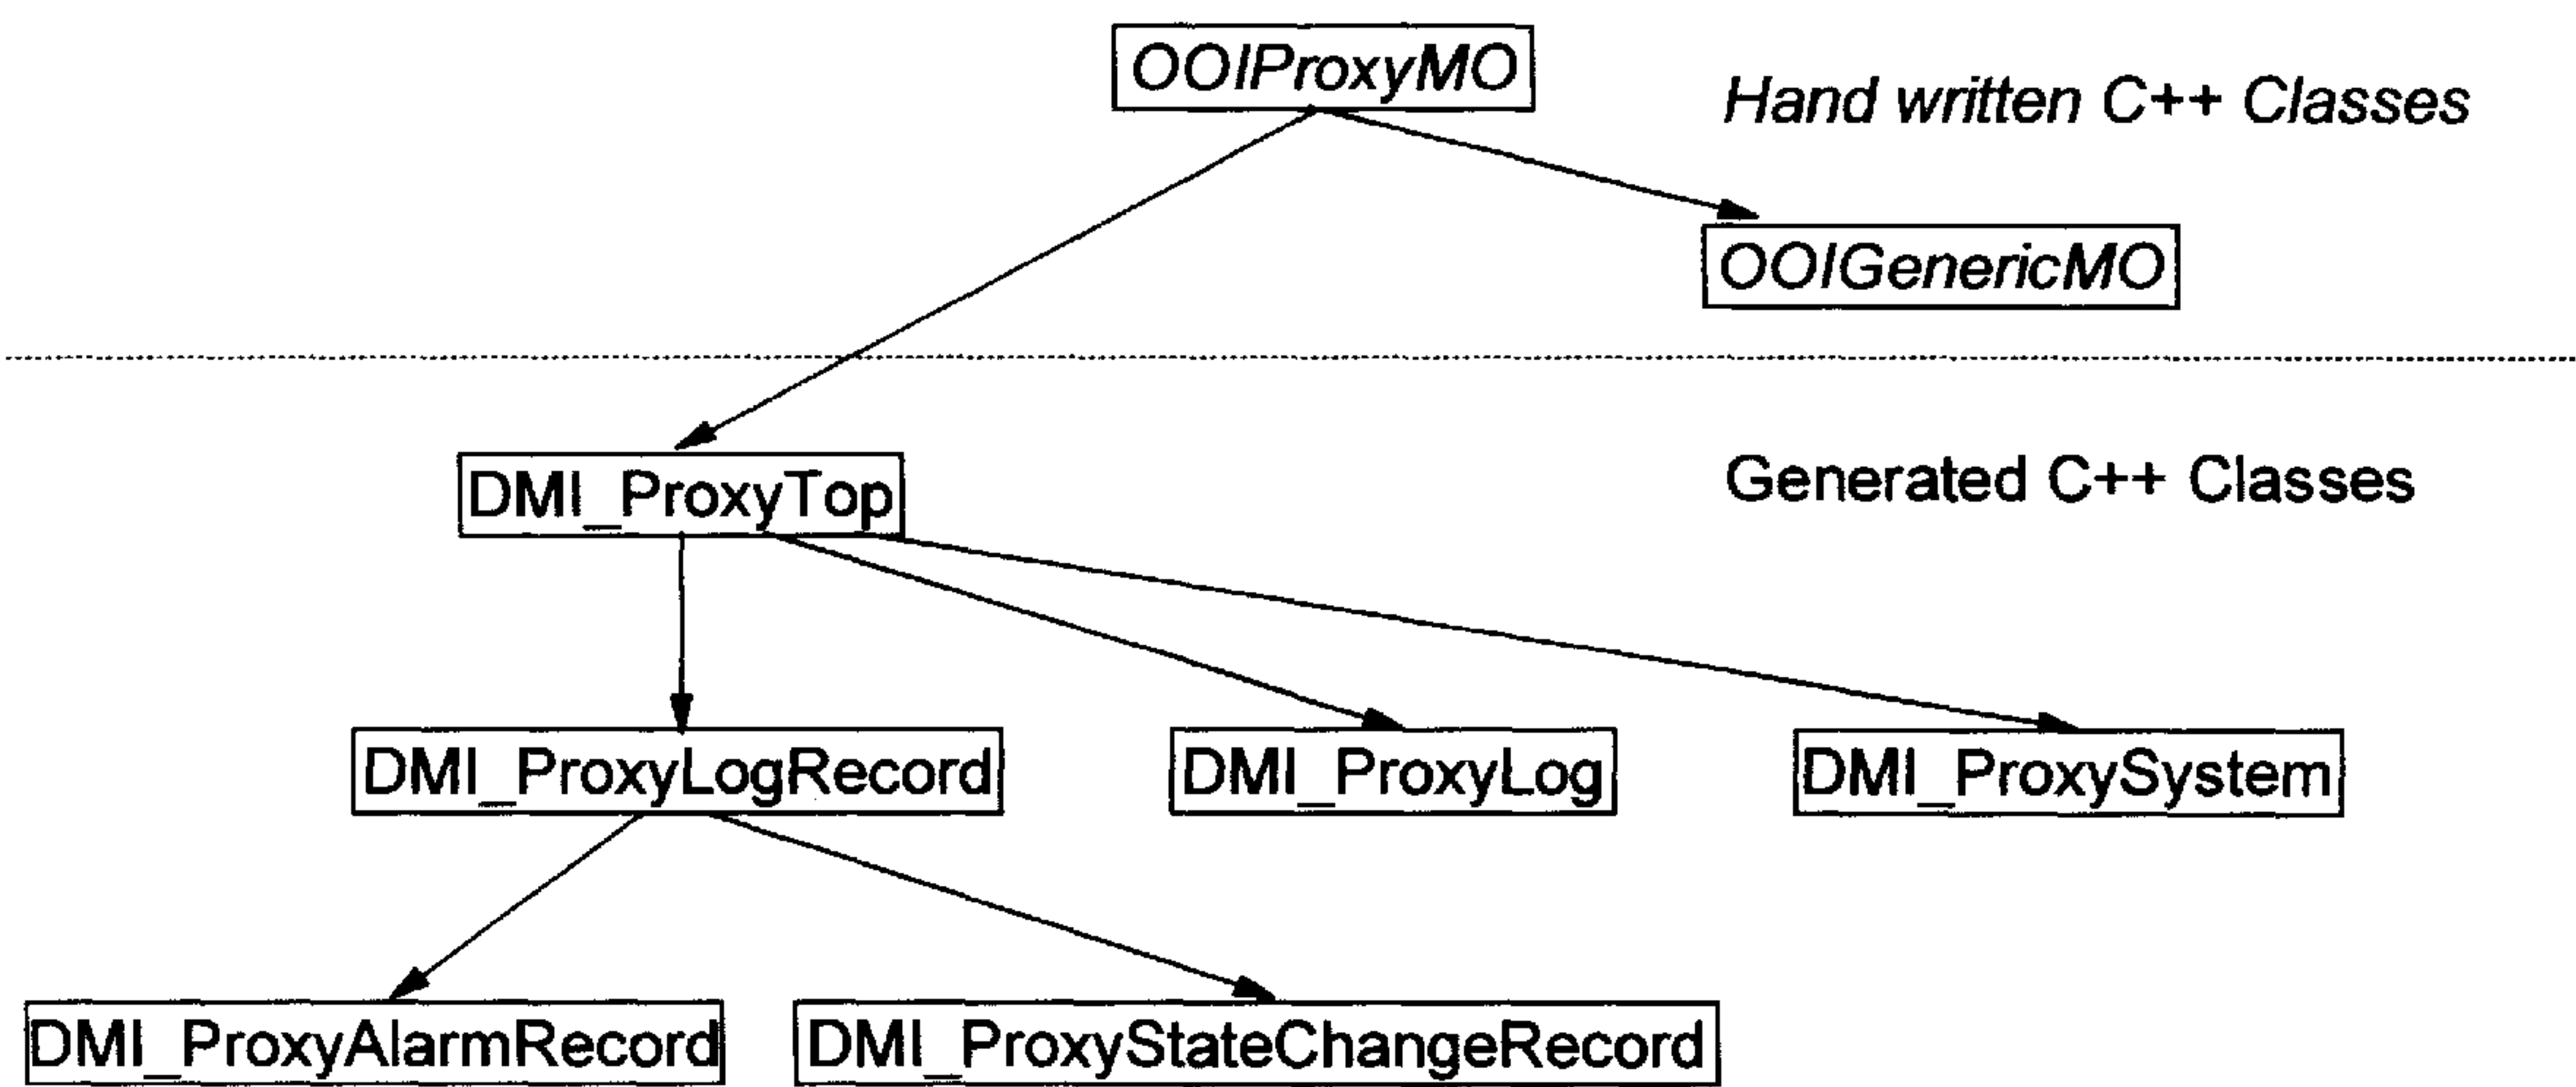 OOIProxyMO
Hand written C++ Classes
OOIGenericMO
DMI_ProxyTop
Generated C++ Classes
DMI_ProxyLogRecord
DMI_ProxyLog
DMI_ProxySystem
DMI_ProxyAlarmRecord
DMI_ProxyStateChangeRecord